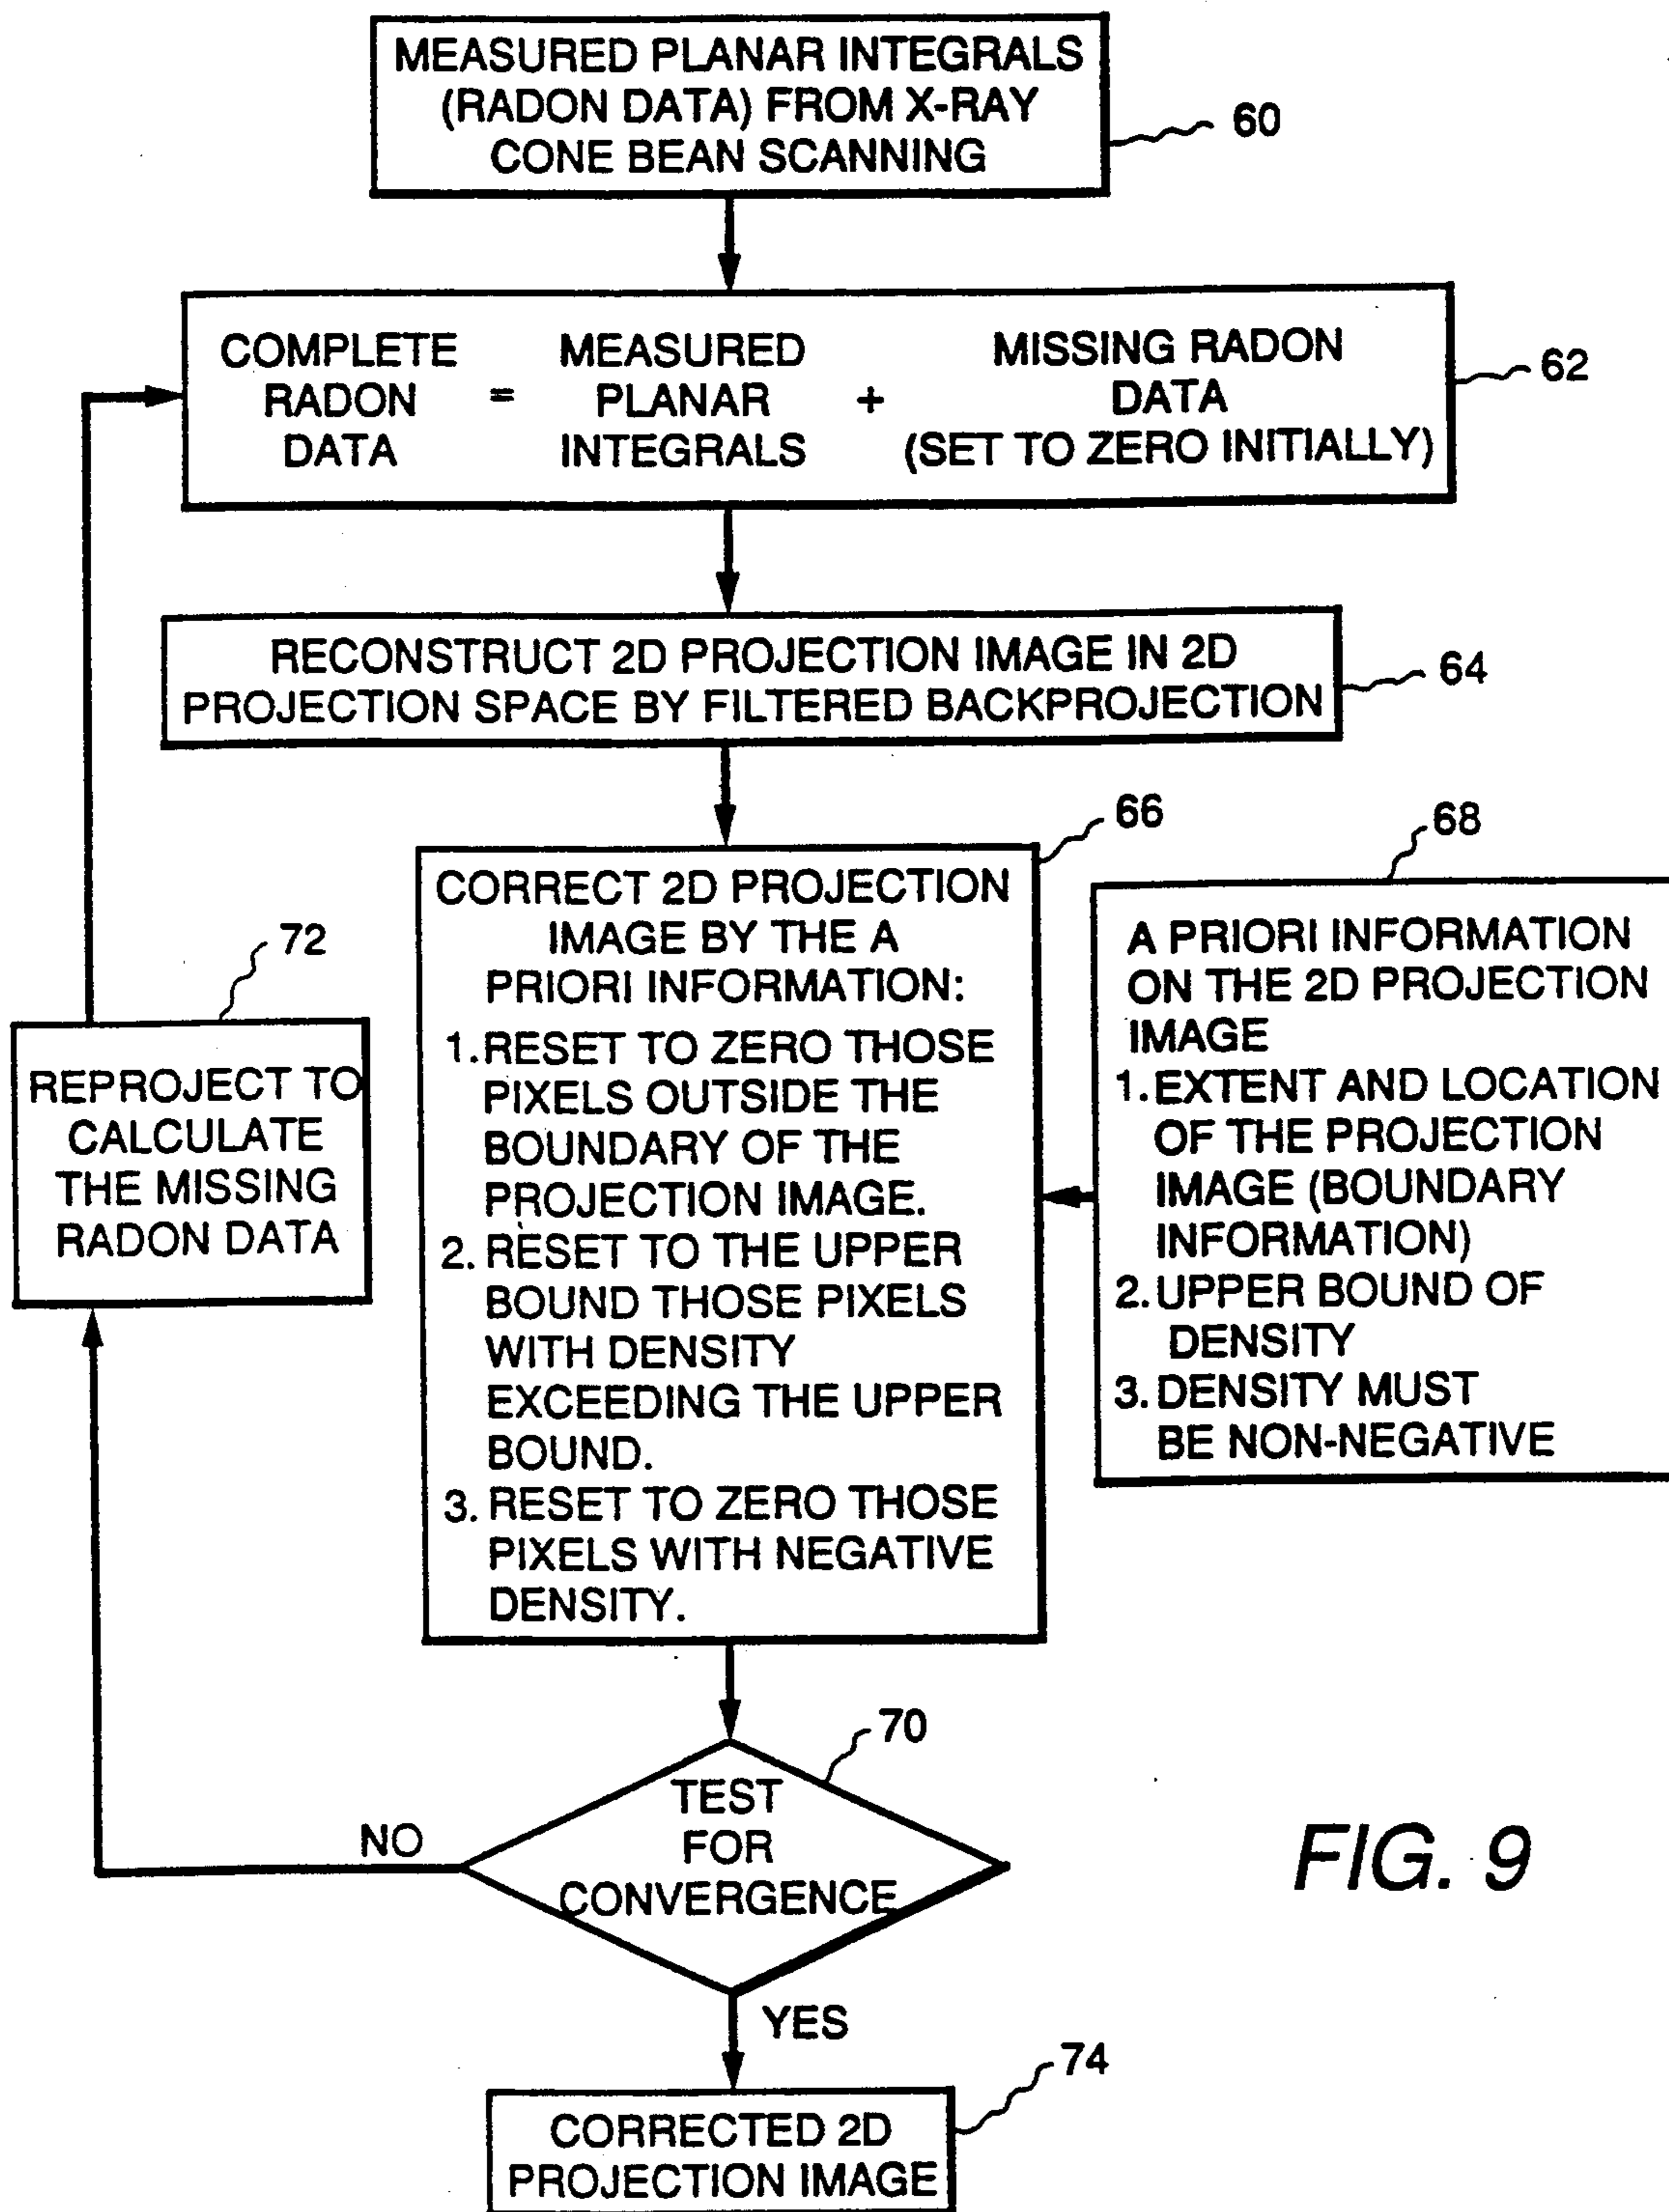 MEASURED PLANAR INTEGRALS
(RADON DATA) FROM X-RAY
CONE BEAN SCANNING
60
COMPLETE
RADON
DATA
=
MEASURED
PLANAR
INTEGRALS
+
MISSING RADON
DATA
(SET TO ZERO INITIALLY)
62
RECONSTRUCT 2D PROJECTION IMAGE IN 2D
PROJECTION SPACE BY FILTERED BACKPROJECTION
64
66
CORRECT 2D PROJECTION
IMAGE BY THE A
PRIORI INFORMATION:
1. RESET TO ZERO THOSE
PIXELS OUTSIDE THE
BOUNDARY OF THE
PROJECTION IMAGE.
2. RESET TO THE UPPER
BOUND THOSE PIXELS
WITH DENSITY
EXCEEDING THE UPPER
BOUND.
3. RESET TO ZERO THOSE
PIXELS WITH NEGATIVE
DENSITY.
68
A PRIORI INFORMATION
ON THE 2D PROJECTION
IMAGE
1. EXTENT AND LOCATION
OF THE PROJECTION
IMAGE (BOUNDARY
INFORMATION)
2. UPPER BOUND OF
DENSITY
3. DENSITY MUST
BE NON-NEGATIVE
72
REPROJECT TO
CALCULATE
THE MISSING
RADON DATA
70
TEST
FOR
CONVERGENCE
NO
YES
FIG. 9
74
CORRECTED 2D
PROJECTION IMAGE